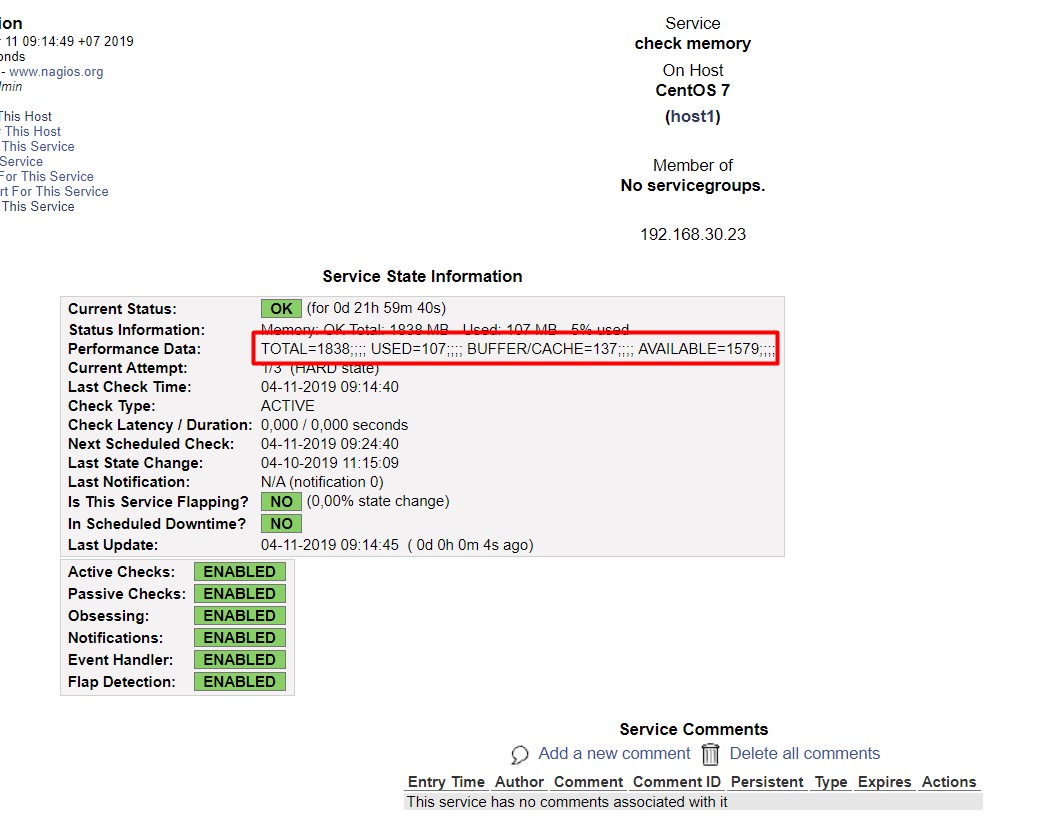 ion
11 09:14:49 +07 2019
onds
- www.nagios.org
min
This Host
This Host
This Service
Service
For This Service
rt For This Service
This Service
Service
check memory
On Host
CentOS 7
(host1)
Member of
No servicegroups.
192.168.30.23
Service State Information
Current Status: OK (for 0d 21h 59m 40s)
Status Information: Memory: OK Total: 1838 MB - Used: 107 MB - 5% used
Performance Data: TOTAL=1838;;;; USED=107;;;; BUFFER/CACHE=137;;;; AVAILABLE=1579;;;;
Current Attempt: 1/3 (HARD state)
Last Check Time: 04-11-2019 09:14:40
Check Type: ACTIVE
Check Latency / Duration: 0,000 / 0,000 seconds
Next Scheduled Check: 04-11-2019 09:24:40
Last State Change: 04-10-2019 11:15:09
Last Notification: N/A (notification 0)
Is This Service Flapping? NO (0,00% state change)
In Scheduled Downtime? NO
Last Update: 04-11-2019 09:14:45 ( 0d 0h 0m 4s ago)
Active Checks: ENABLED
Passive Checks: ENABLED
Obsessing: ENABLED
Notifications: ENABLED
Event Handler: ENABLED
Flap Detection: ENABLED
Service Comments
Add a new comment Delete all comments
Entry Time Author Comment Comment ID Persistent Type Expires Actions
This service has no comments associated with it